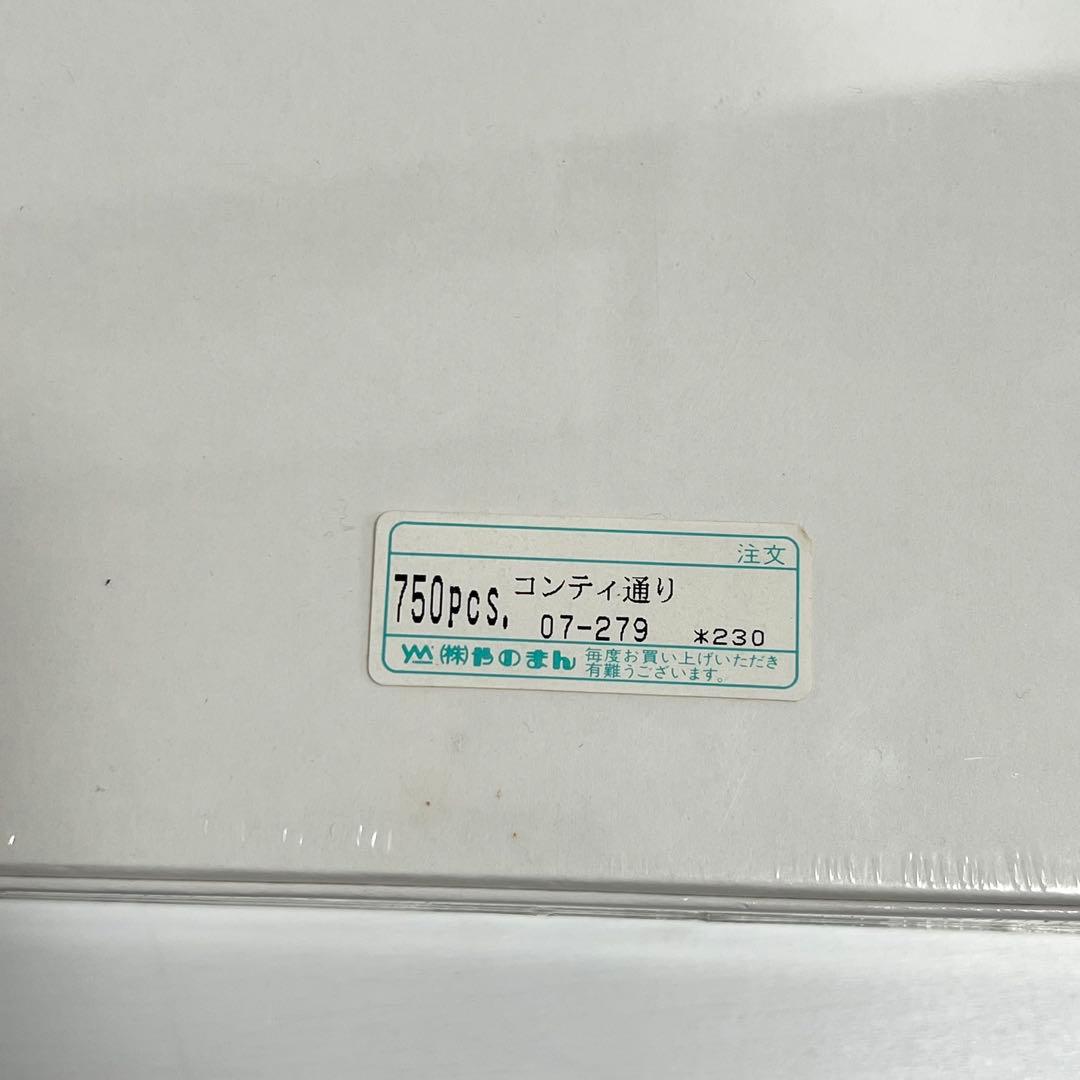 注文
750pcs. コンティ通り
07-279 *230
YM (株)やのまん 毎度お買い上げいただき
有難うございます。